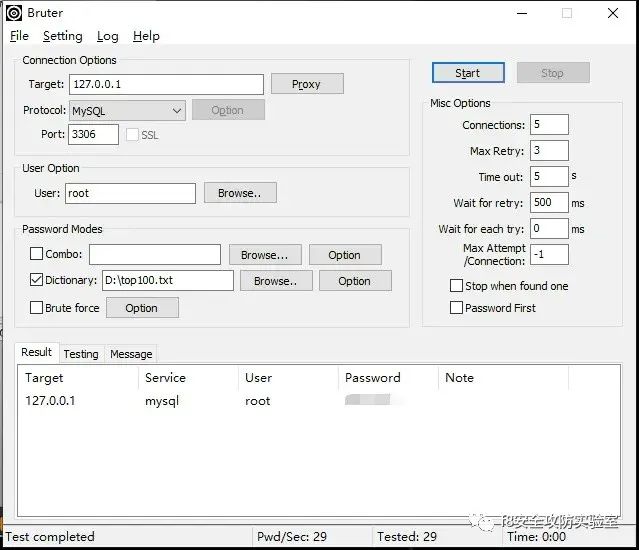 Bruter
File Setting Log Help
Connection Options
Target: 127.0.0.1 Proxy
Protocol: MySQL Option
Port: 3306 SSL
User Option
User: root Browse..
Password Modes
Combo: Browse... Option
Dictionary: D:\top100.txt Browse.. Option
Brute force Option
Start Stop
Misc Options
Connections: 5
Max Retry: 3
Time out: 5 s
Wait for retry: 500 ms
Wait for each try: 0 ms
Max Attempt
/Connection: -1
Stop when found one
Password First
Result Testing Message
Target Service User Password Note
127.0.0.1 mysql root
f8安全攻防实验室
Test completed Pwd/Sec: 29 Tested: 29 Time: 0:00